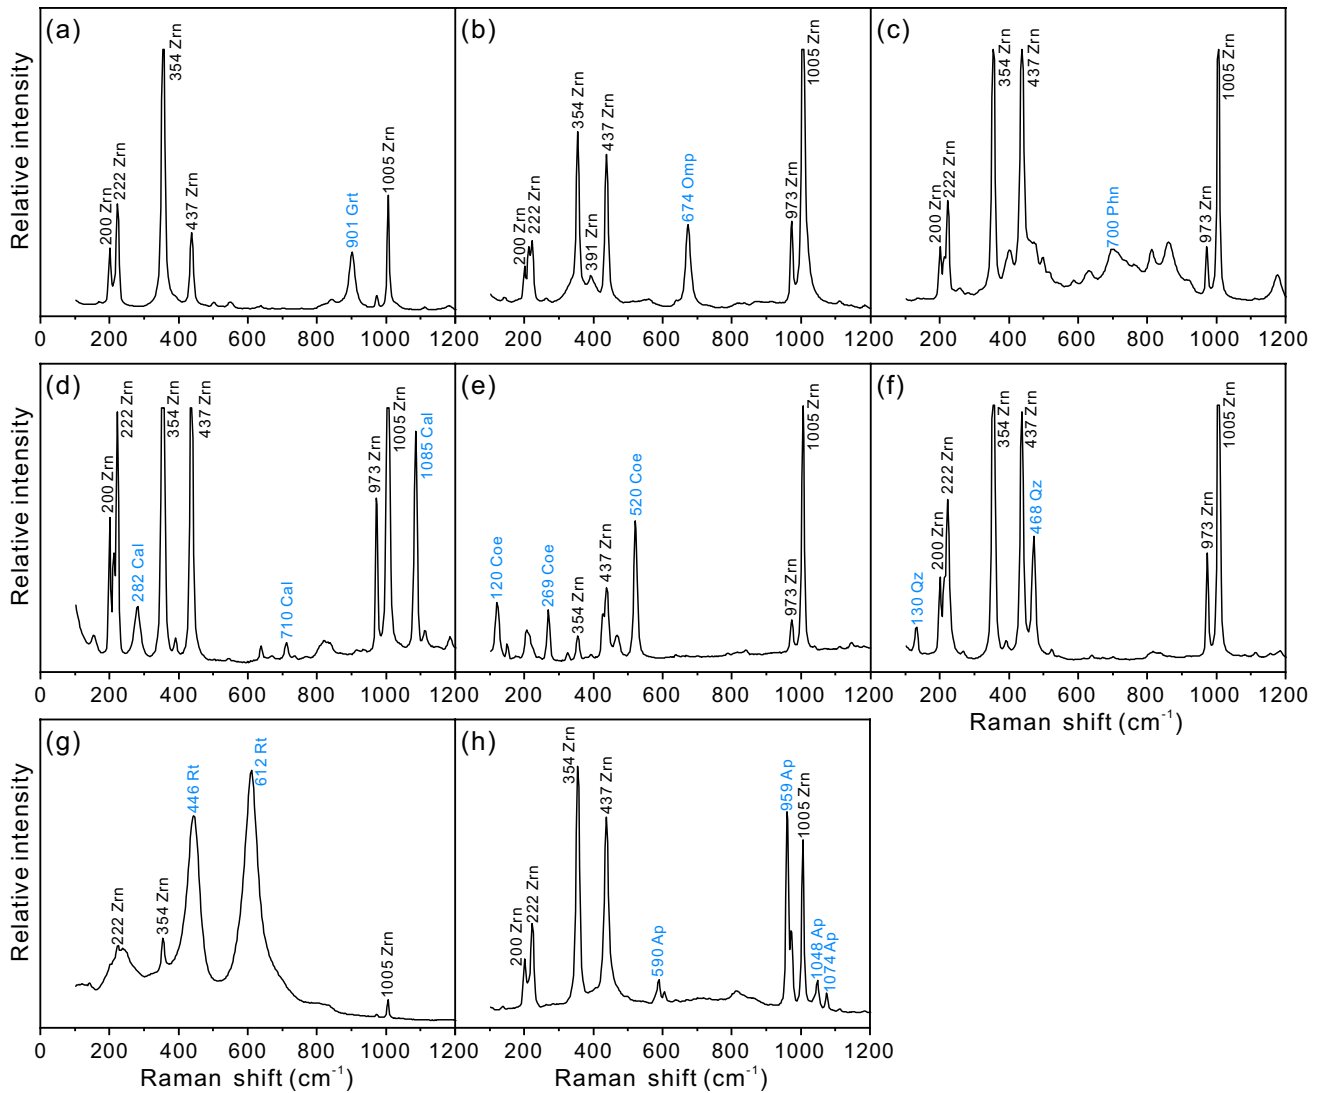 (a)
200 Zrn
222 Zrn
354 Zrn
437 Zrn
901 Grt
1005 Zrn
Relative intensity
0 200 400 600 800 1000 1200
(b)
200 Zrn
222 Zrn
354 Zrn
391 Zrn
437 Zrn
674 Omp
973 Zrn
1005 Zrn
200 400 600 800 1000 1200
(c)
200 Zrn
222 Zrn
354 Zrn
437 Zrn
700 Phn
973 Zrn
1005 Zrn
200 400 600 800 1000 1200
(d)
200 Zrn
222 Zrn
282 Cal
354 Zrn
437 Zrn
710 Cal
973 Zrn
1005 Zrn
1085 Cal
Relative intensity
0 200 400 600 800 1000 1200
(e)
120 Coe
269 Coe
354 Zrn
437 Zrn
520 Coe
973 Zrn
1005 Zrn
200 400 600 800 1000 1200
(f)
130 Qz
200 Zrn
222 Zrn
354 Zrn
437 Zrn
468 Qz
973 Zrn
1005 Zrn
200 400 600 800 1000 1200
Raman shift (cm⁻¹)
(g)
222 Zrn
354 Zrn
446 Rt
612 Rt
1005 Zrn
Relative intensity
0 200 400 600 800 1000 1200
Raman shift (cm⁻¹)
(h)
200 Zrn
222 Zrn
354 Zrn
437 Zrn
590 Ap
959 Ap
1005 Zrn
1048 Ap
1074 Ap
200 400 600 800 1000 1200
Raman shift (cm⁻¹)